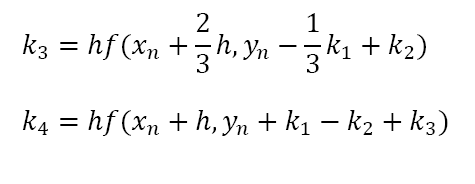 k₃ = hf(xₙ + 2/3 h, yₙ − 1/3 k₁ + k₂)
k₄ = hf(xₙ + h, yₙ + k₁ − k₂ + k₃)